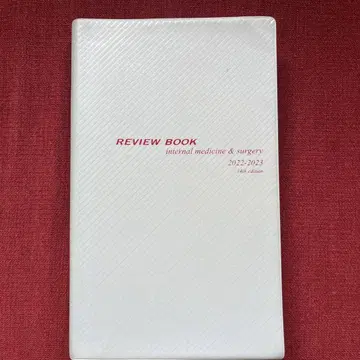 REVIEW BOOK
internal medicine & surgery
2022-2023